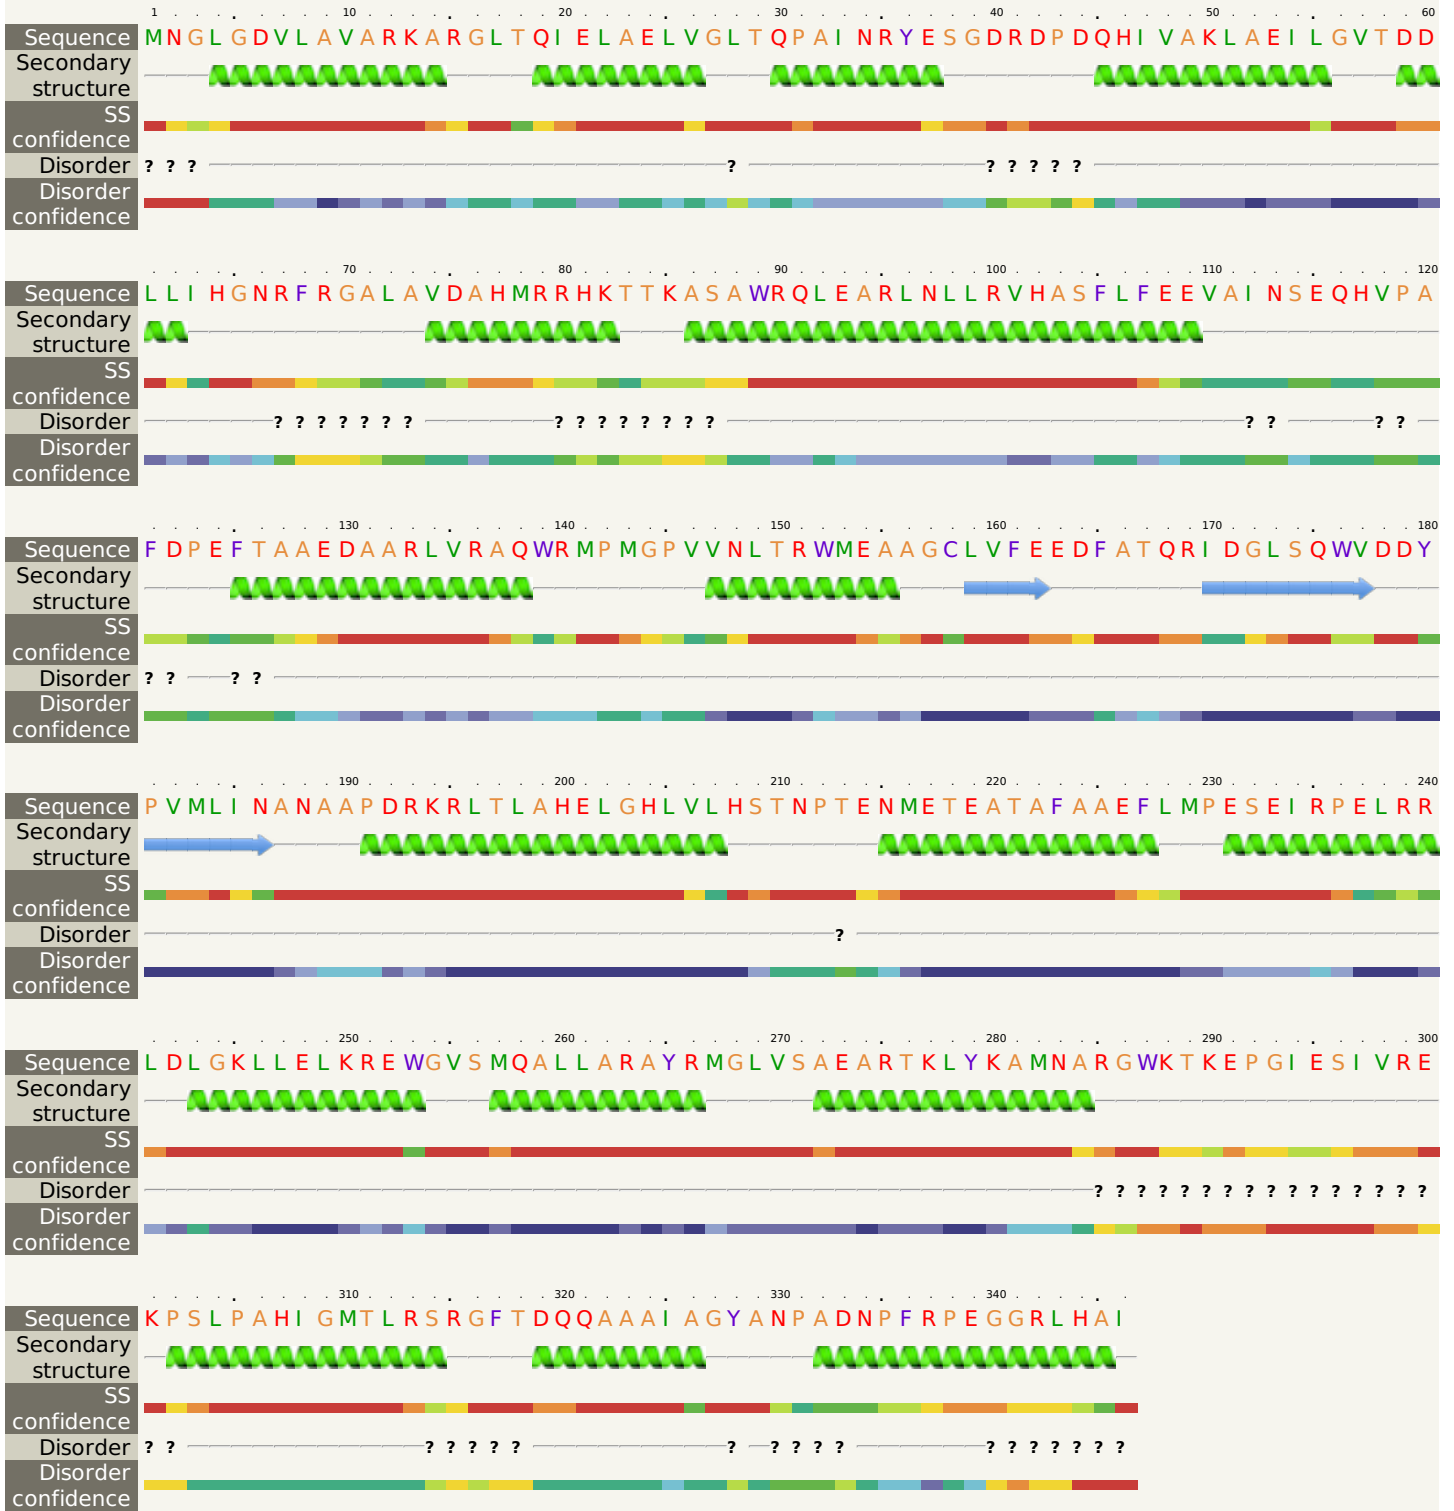 1 10 20 30 40 50 60
Sequence MNGLGDVLAVARKARGLTQIELAELVGLTQPAINRYESGDRDPDQHIVAKLAEILGVTDD
Secondary
structure
SS
confidence
Disorder ? ? ? ? ? ? ? ? ?
Disorder
confidence
70 80 90 100 110 120
Sequence LLIHGNRFRGALAVDAHMRRHKTTKASAWRQLEARLNLLRVHASFLFEEVAINSEQHVPA
Secondary
structure
SS
confidence
Disorder ? ? ? ? ? ? ? ? ? ? ? ? ? ? ? ? ? ? ?
Disorder
confidence
130 140 150 160 170 180
Sequence FDPEFTAAEDAARLVRAQWRMPMGPVVNLTRWMEAAGCLVFEEDFATQRIDGLSQWVDDY
Secondary
structure
SS
confidence
Disorder ? ? ? ?
Disorder
confidence
190 200 210 220 230 240
Sequence PVMLINANAAPDRKRLTLAHELGHLVLHSTNPTENMETEATAFAAEFLMPESEIRPELRR
Secondary
structure
SS
confidence
Disorder ?
Disorder
confidence
250 260 270 280 290 300
Sequence LDLGKLLELKREWGVSMQALLARAYRMGLVSAEARTKLYKAMNARGWKTKEPGIESIVRE
Secondary
structure
SS
confidence
Disorder ? ? ? ? ? ? ? ? ? ? ? ? ? ? ? ?
Disorder
confidence
310 320 330 340
Sequence KPSLPAHIGMTLRSRGFTDQQAAAIAGYANPADNPFRPEGGRLHAI
Secondary
structure
SS
confidence
Disorder ? ? ? ? ? ? ? ? ? ? ? ? ? ? ? ? ? ? ?
Disorder
confidence